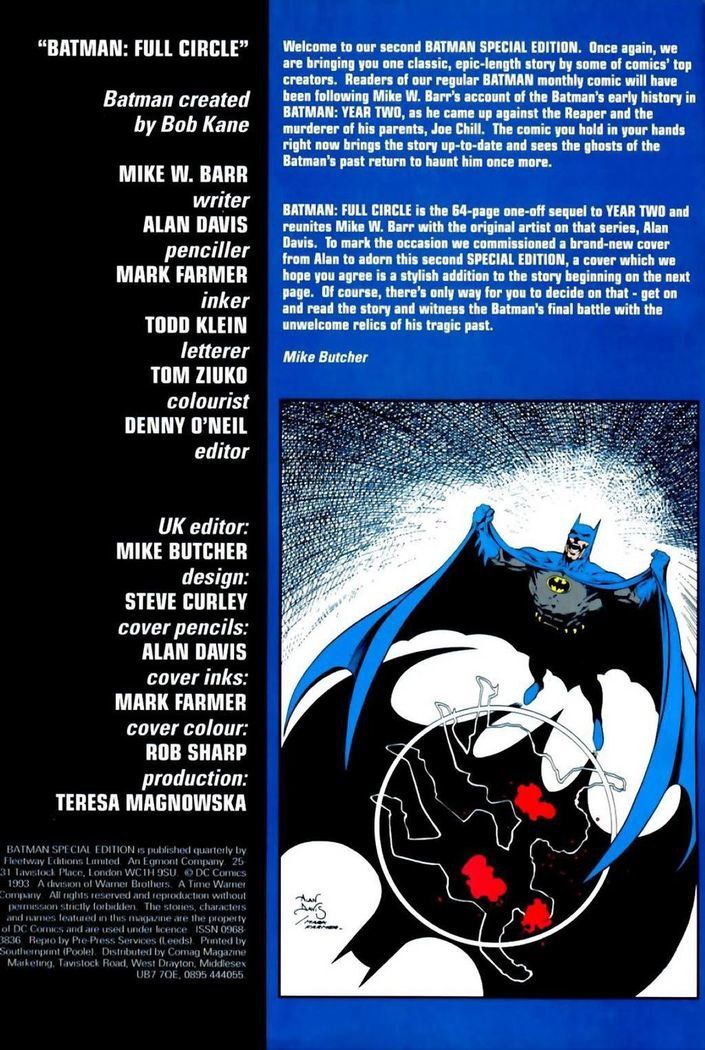 “BATMAN: FULL CIRCLE”
Batman created
by Bob Kane
MIKE W. BARR
writer
ALAN DAVIS
penciller
MARK FARMER
inker
TODD KLEIN
letterer
TOM ZIUKO
colourist
DENNY O'NEIL
editor
UK editor:
MIKE BUTCHER
design:
STEVE CURLEY
cover pencils:
ALAN DAVIS
cover inks:
MARK FARMER
cover colour:
ROB SHARP
production:
TERESA MAGNOWSKA
BATMAN SPECIAL EDITION is published quarterly by
Fleetway Editions Limited. An Egmont Company. 25-
31 Tavistock Place, London WC1H 9SU. © DC Comics
1993 A division of Warner Brothers. A Time Warner
Company. All rights reserved and reproduction without
permission strictly forbidden. The stories, characters
and names featured in this magazine are the property
of DC Comics and are used under licence ISSN 0968-
3836 Repro by Pre-Press Services (Leeds). Printed by
Southernprint (Poole). Distributed by Comag Magazine
Marketing, Tavistock Road, West Drayton, Middlesex
UB7 7OE, 0895 444055.
Welcome to our second BATMAN SPECIAL EDITION. Once again, we
are bringing you one classic, epic-length story by some of comics' top
creators. Readers of our regular BATMAN monthly comic will have
been following Mike W. Barr's account of the Batman's early history in
BATMAN: YEAR TWO, as he came up against the Reaper and the
murderer of his parents, Joe Chill. The comic you hold in your hands
right now brings the story up-to-date and sees the ghosts of the
Batman's past return to haunt him once more.
BATMAN: FULL CIRCLE is the 64-page one-off sequel to YEAR TWO and
reunites Mike W. Barr with the original artist on that series, Alan
Davis. To mark the occasion we commissioned a brand-new cover
from Alan to adorn this second SPECIAL EDITION, a cover which we
hope you agree is a stylish addition to the story beginning on the next
page. Of course, there's only way for you to decide on that - get on
and read the story and witness the Batman's final battle with the
unwelcome relics of his tragic past.
Mike Butcher
ALAN
DAVIS
MARK
FARMER